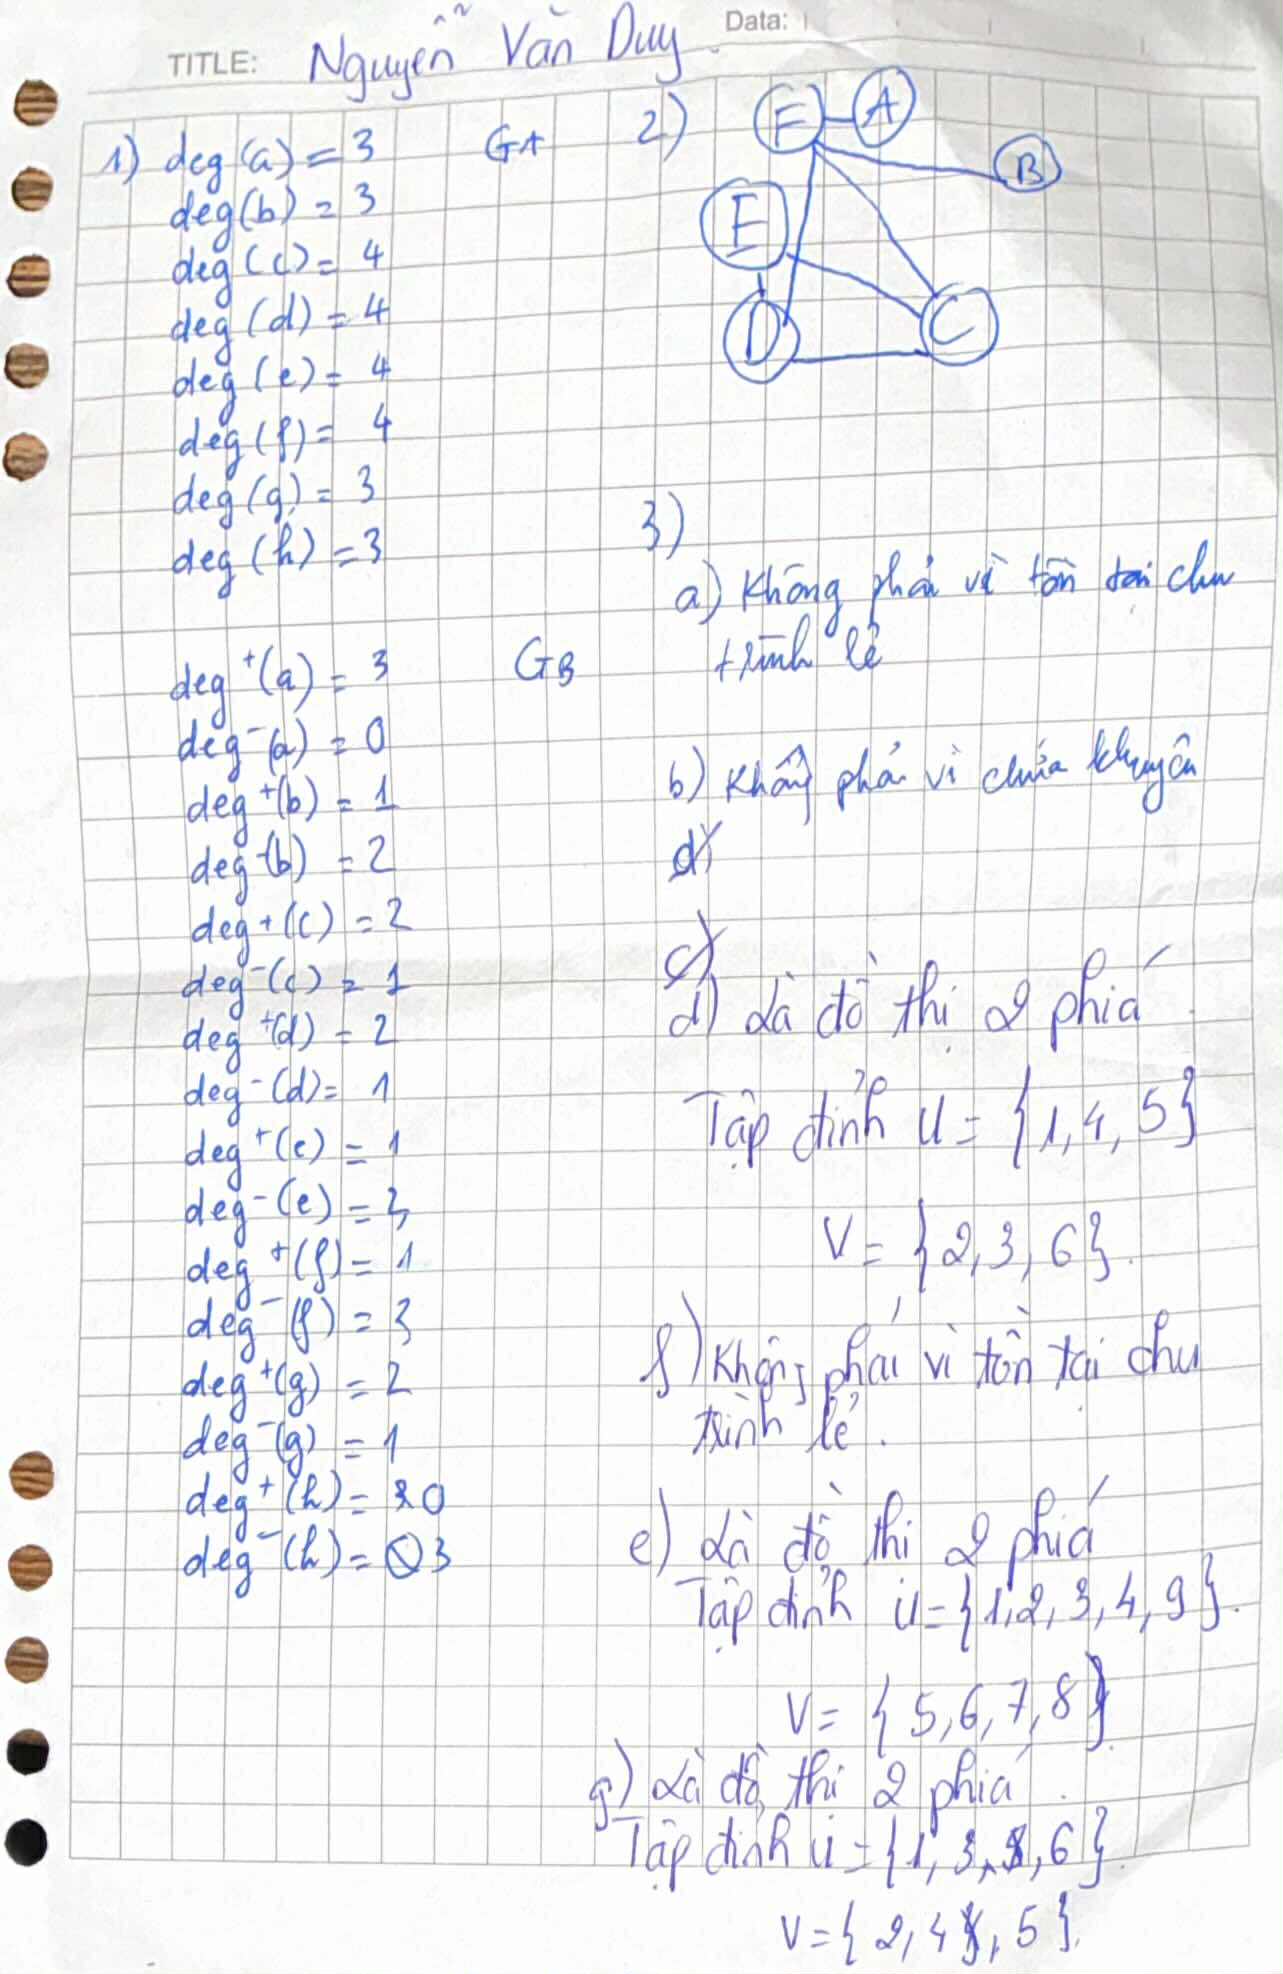 TITLE: Nguyễn Văn Duy
Data:
1) deg(a) = 3 GA
deg(b) = 3
deg(c) = 4
deg(d) = 4
deg(e) = 4
deg(f) = 4
deg(g) = 3
deg(h) = 3
deg⁺(a) = 3 GB
deg⁻(a) = 0
deg⁺(b) = 1
deg⁻(b) = 2
deg⁺(c) = 2
deg⁻(c) = 1
deg⁺(d) = 2
deg⁻(d) = 1
deg⁺(e) = 1
deg⁻(e) = 3
deg⁺(f) = 1
deg⁻(f) = 3
deg⁺(g) = 2
deg⁻(g) = 1
deg⁺(h) = 0
deg⁻(h) = 3
2)
F A
B
E
D C
3)
a) Không phải vì tồn tại chu
trình lẻ
b) Không phải vì chứa khuyên
d)
c)
d) Là đồ thị 2 phía
Tập đỉnh U = {1, 4, 5}
V = {2, 3, 6}.
f) Không phải vì tồn tại chu
trình lẻ.
e) Là đồ thị 2 phía
Tập đỉnh U = {1, 2, 3, 4, 9}.
V = {5, 6, 7, 8}
g) Là đồ thị 2 phía.
Tập đỉnh U = {1, 3, 6}.
V = {2, 4, 5}.